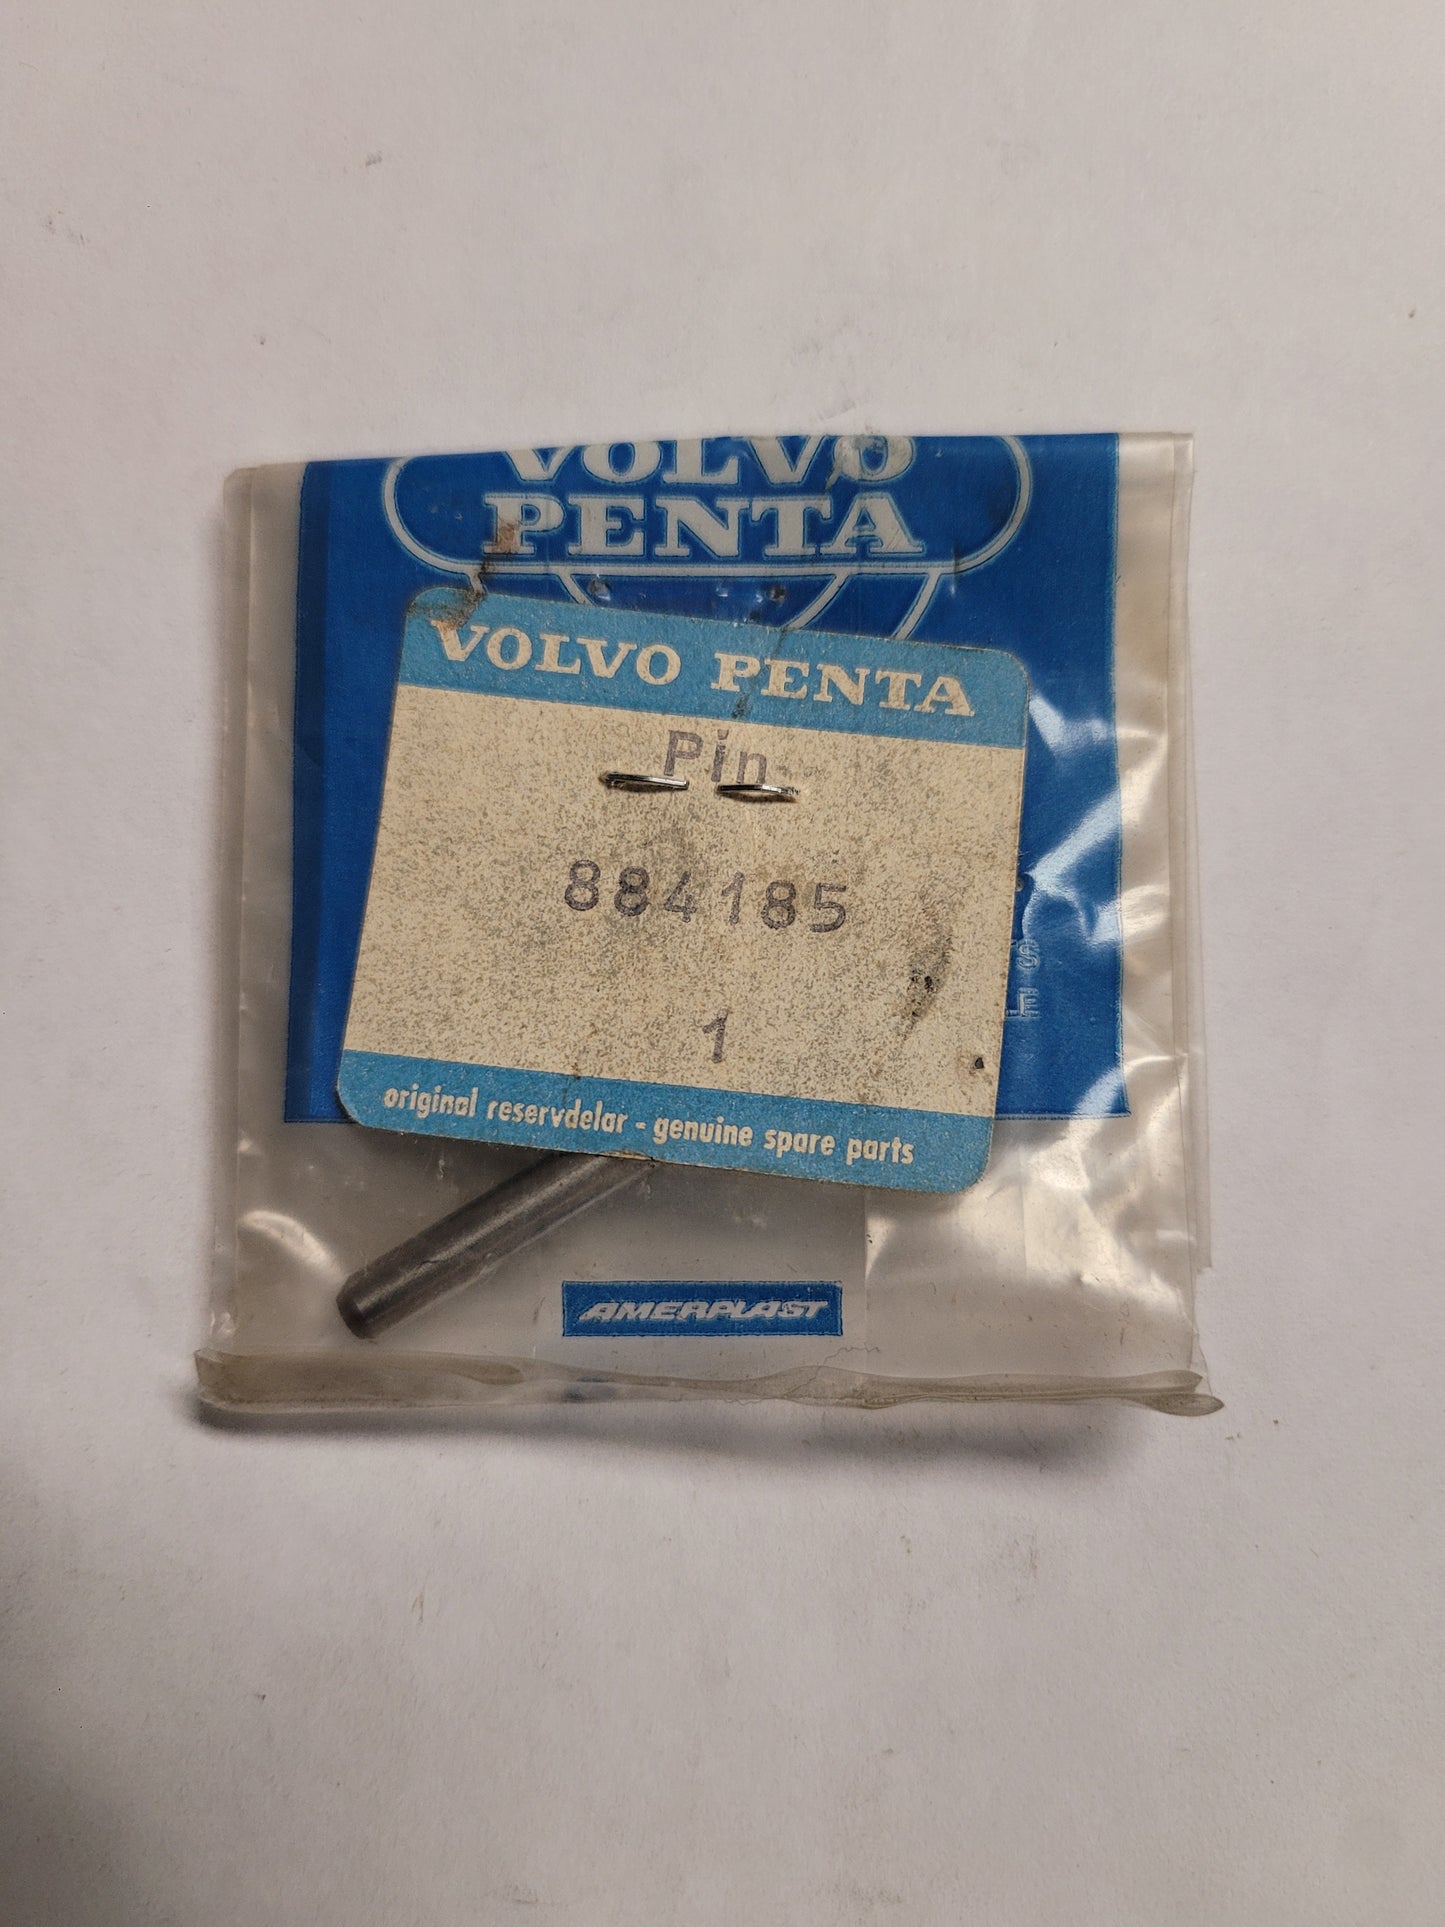 VOLVO
PENTA
VOLVO PENTA
Pin
884185
1
original reservdelar - genuine spare parts
AMERPLAST